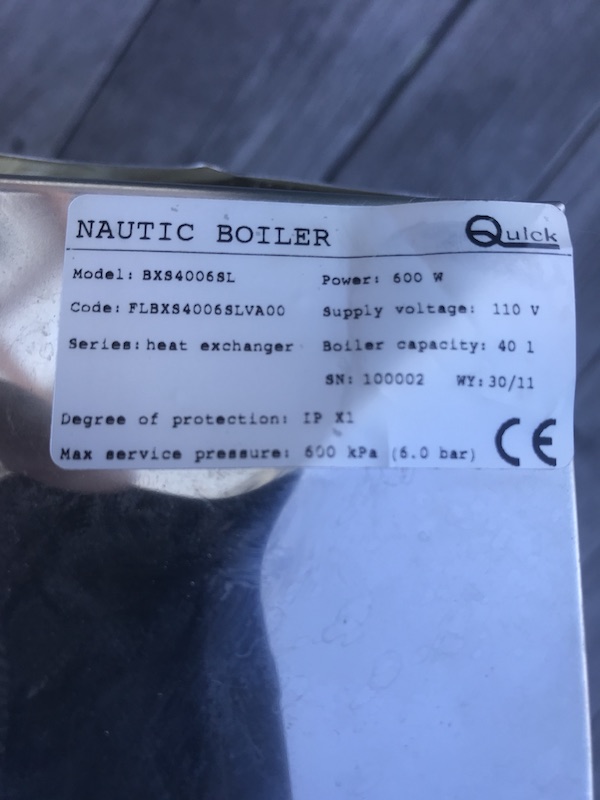 NAUTIC BOILER Quick
Model: BXS4006SL Power: 600 W
Code: FLBXS4006SLVA00 Supply voltage: 110 V
Series: heat exchanger Boiler capacity: 40 l
SN: 100002 WY: 30/11
Degree of protection: IP X1
Max service pressure: 600 kPa (6.0 bar) CE